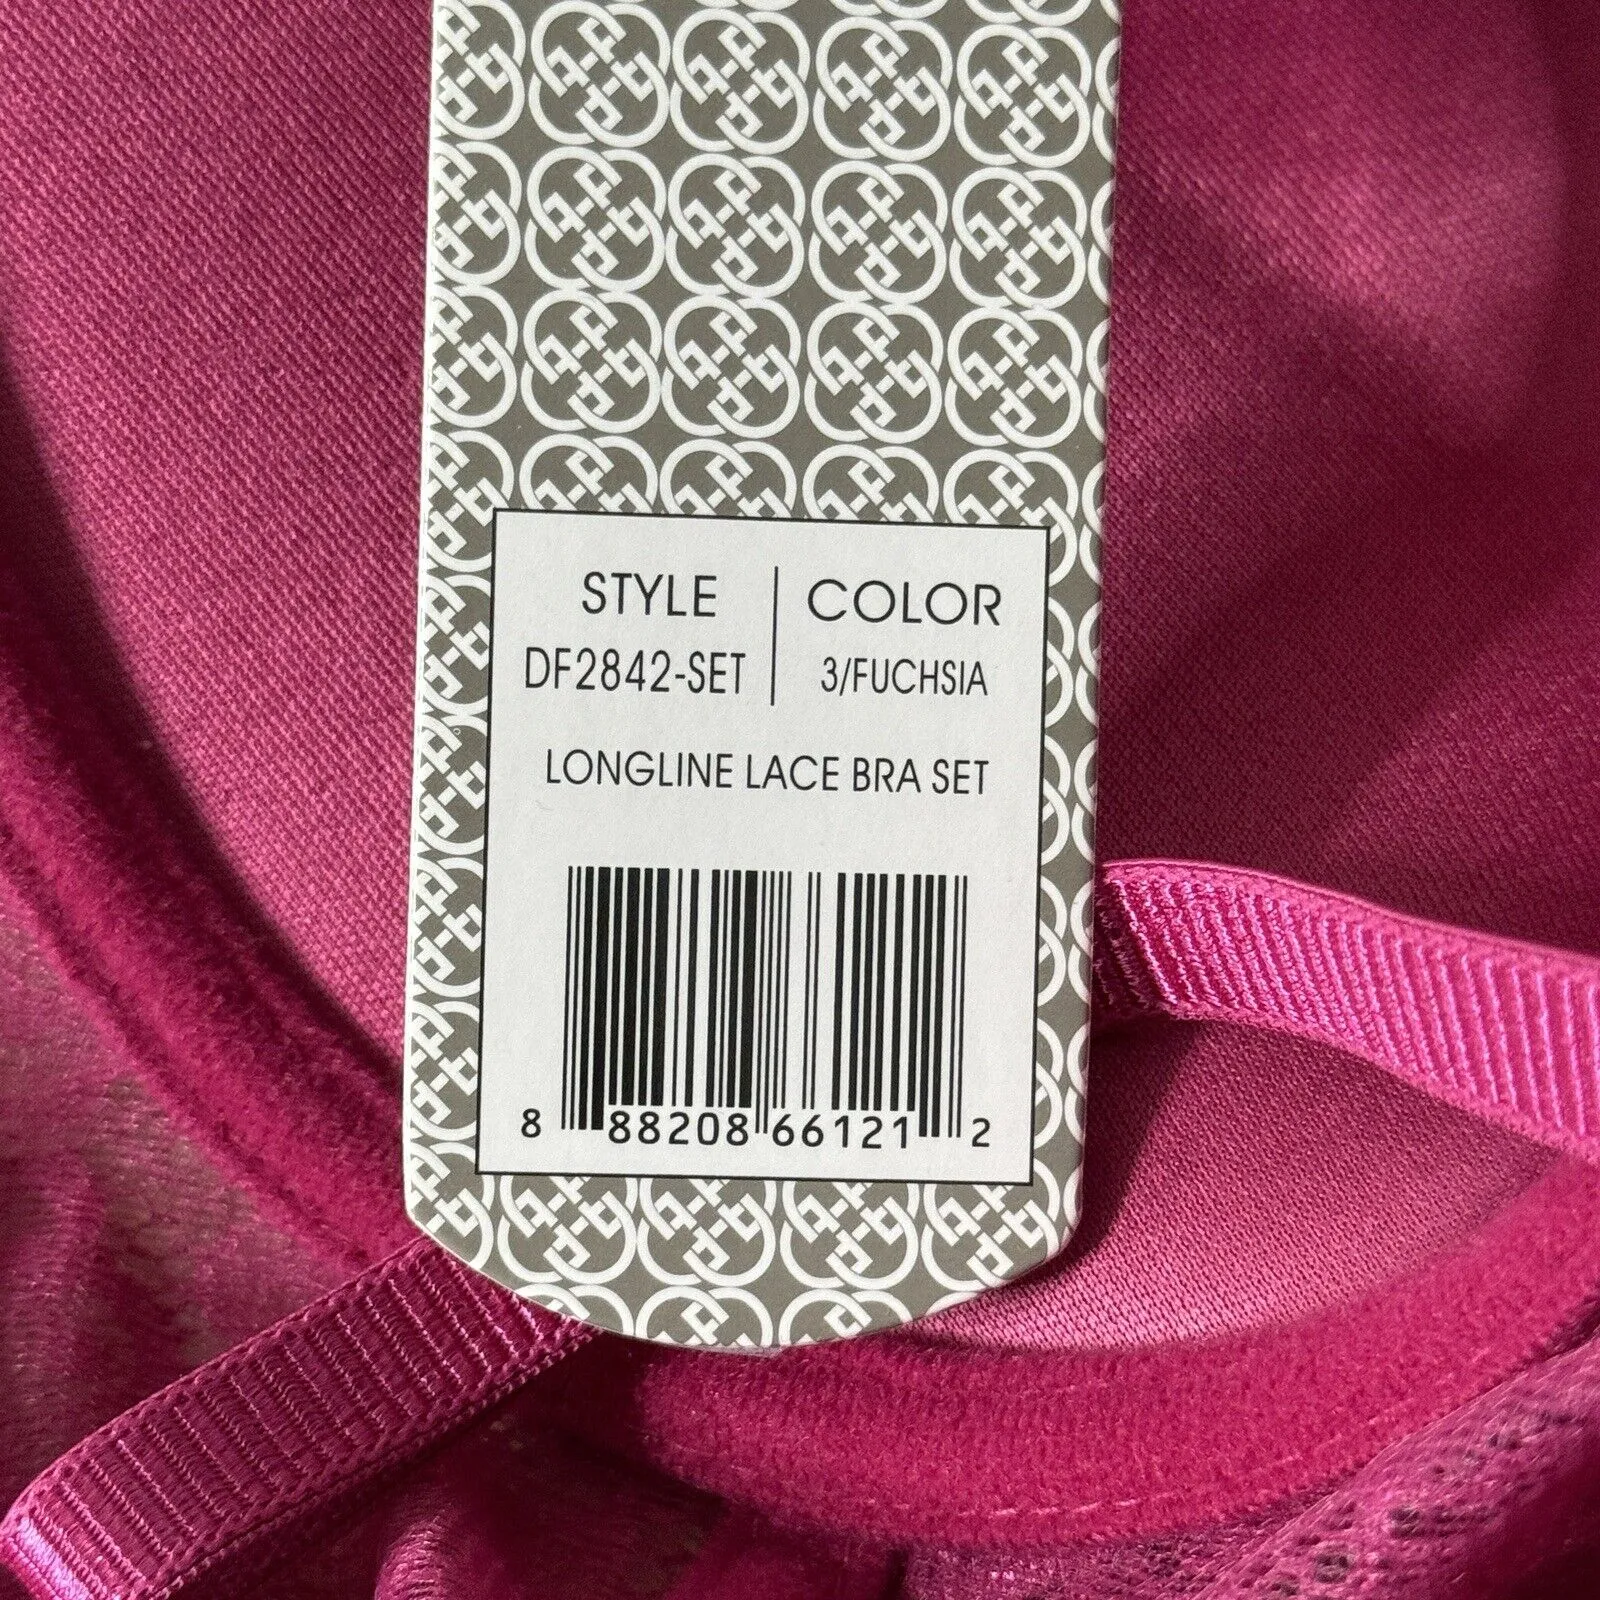 STYLE | COLOR
DF2842-SET | 3/FUCHSIA
LONGLINE LACE BRA SET
8 88208 66121 2